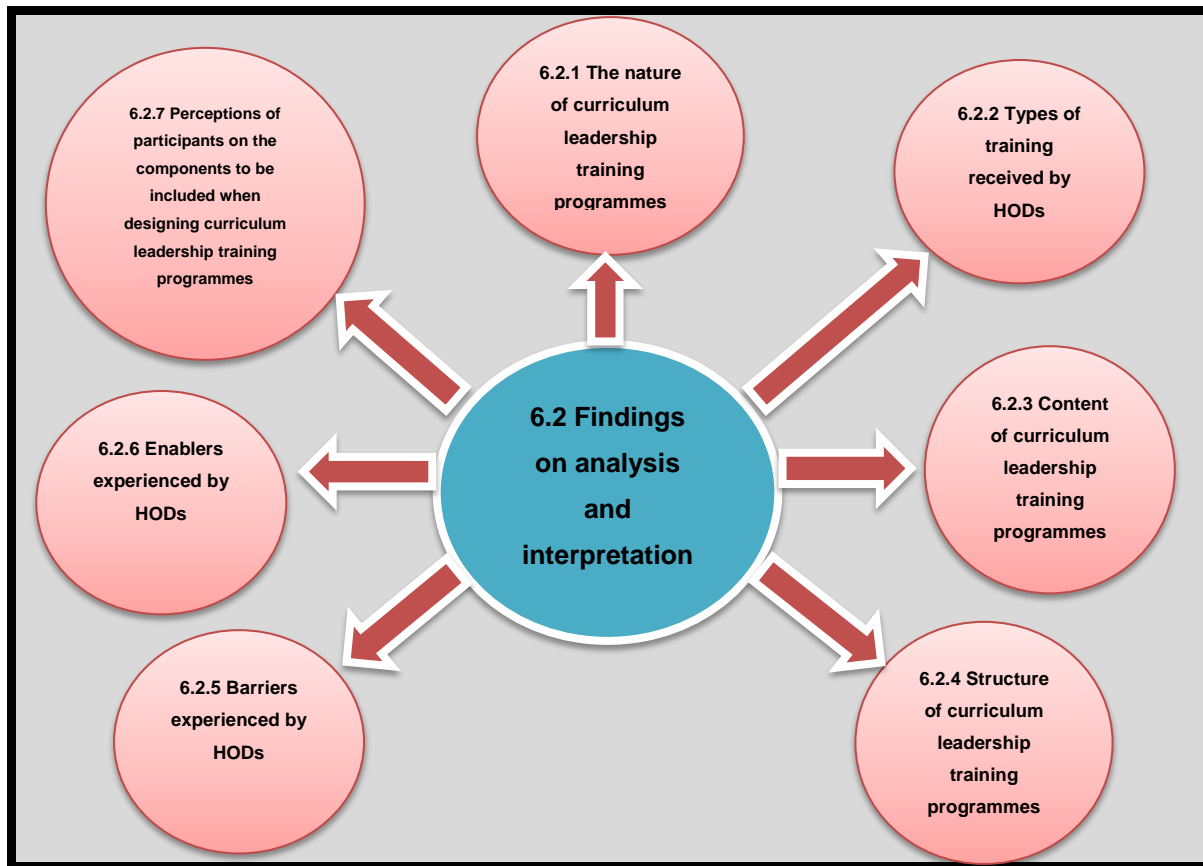 6.2.1 The nature
of curriculum
leadership
training
programmes
6.2.2 Types of
training
received by
HODs
6.2.3 Content
of curriculum
leadership
training
programmes
6.2.4 Structure
of curriculum
leadership
training
programmes
6.2.5 Barriers
experienced by
HODs
6.2.6 Enablers
experienced by
HODs
6.2.7 Perceptions of
participants on the
components to be
included when
designing curriculum
leadership training
programmes
6.2 Findings
on analysis
and
interpretation